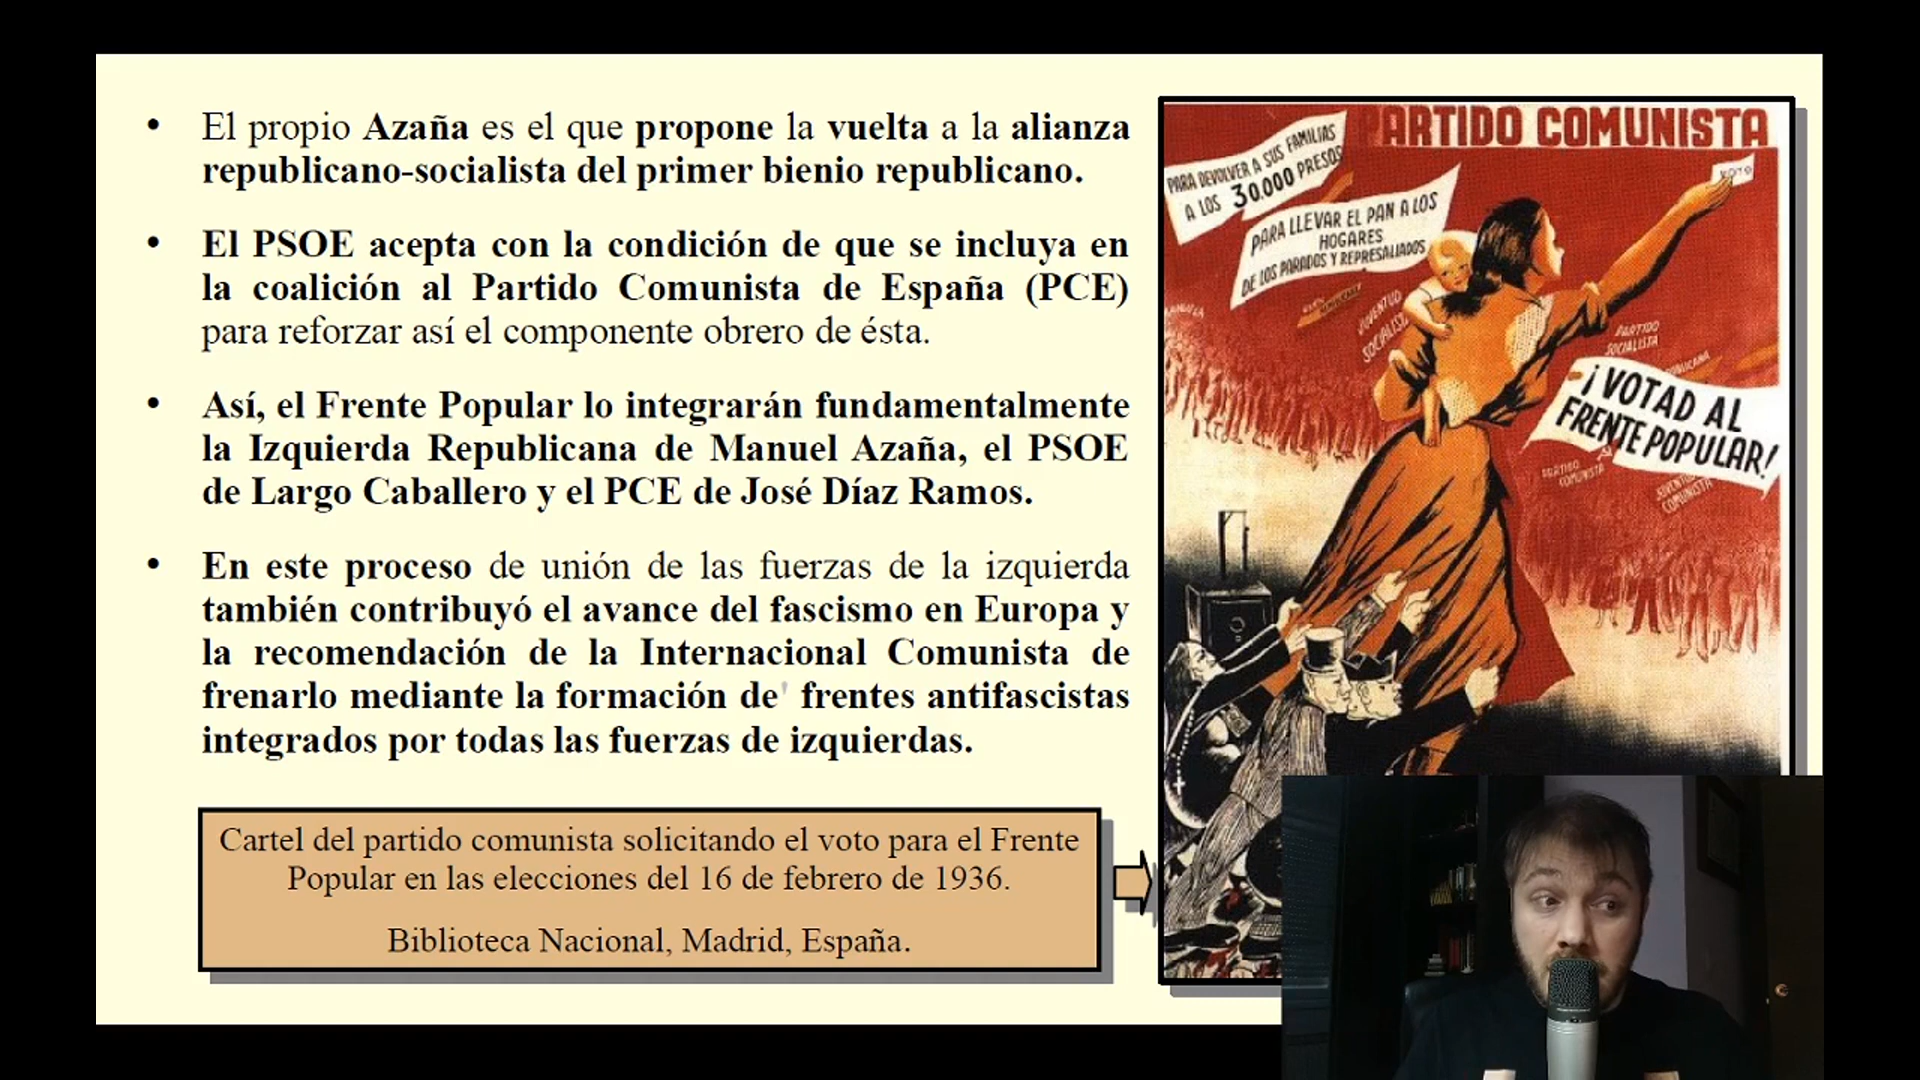 El propio Azaña es el que propone la vuelta a la alianza
republicano-socialista del primer bienio republicano.
El PSOE acepta con la condición de que se incluya en
la coalición al Partido Comunista de España (PCE)
para reforzar así el componente obrero de ésta.
Así, el Frente Popular lo integrarán fundamentalmente
la Izquierda Republicana de Manuel Azaña, el PSOE
de Largo Caballero y el PCE de José Díaz Ramos.
En este proceso de unión de las fuerzas de la izquierda
también contribuyó el avance del fascismo en Europa y
la recomendación de la Internacional Comunista de
frenarlo mediante la formación de' frentes antifascistas
integrados por todas las fuerzas de izquierdas.
Cartel del partido comunista solicitando el voto para el Frente
Popular en las elecciones del 16 de febrero de 1936.
Biblioteca Nacional, Madrid, España.
PARTIDO COMUNISTA
PARA DEVOLVER A SUS FAMILIAS
A LOS 30.000 PRESOS
VOTO
PARA LLEVAR EL PAN A LOS
HOGARES
DE LOS PARADOS Y REPRESALIADOS
JUVENTUD
SOCIALISTA
PARTIDO
SOCIALISTA
¡VOTAD AL
FRENTE POPULAR!
PARTIDO
COMUNISTA
JUVENTUD
COMUNISTA